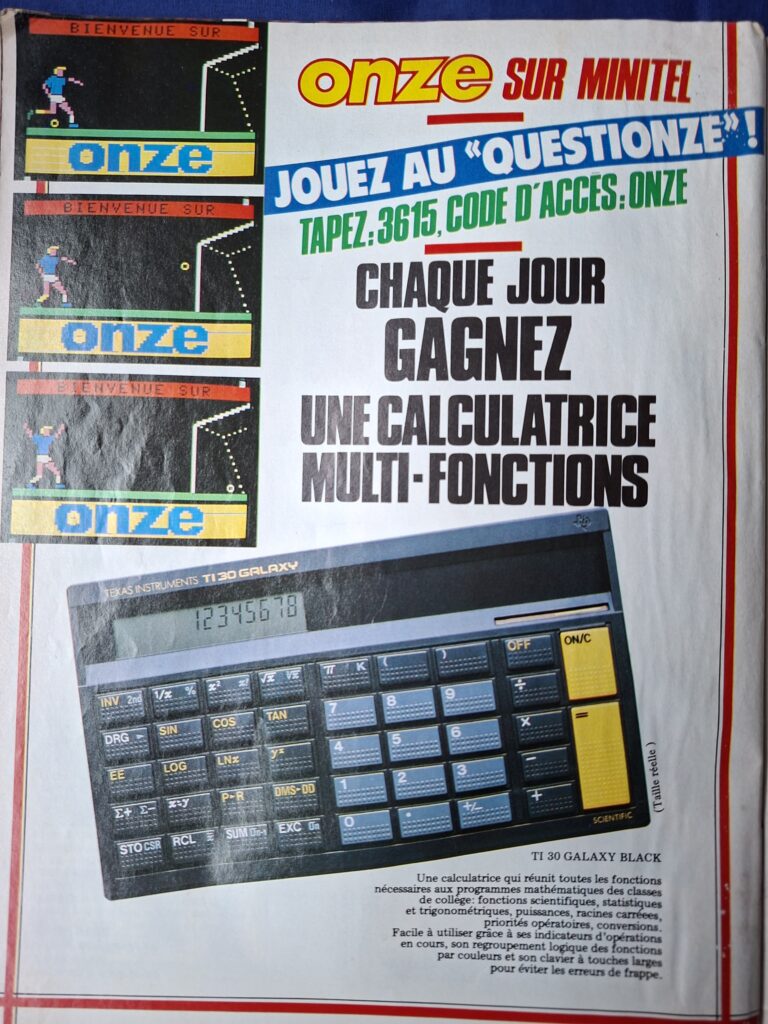 BIENVENUE SUR
onze
BIENVENUE SUR
onze
BIENVENUE SUR
onze
onze SUR MINITEL
JOUEZ AU "QUESTIONZE"!
TAPEZ: 3615, CODE D'ACCÈS: ONZE
CHAQUE JOUR
GAGNEZ
UNE CALCULATRICE
MULTI-FONCTIONS
TEXAS INSTRUMENTS TI 30 GALAXY
12345678
INV 2nd 1/x % x² x! √x π K ( ) OFF ON/C
DRG SIN COS TAN 7 8 9 ÷
EE LOG LNx yˣ 4 5 6 × =
Σ+ Σ- x⇄y P►R DMS►DD 1 2 3 −
STO CSR RCL SUM EXC 0 . +/− +
SCIENTIFIC
(Taille réelle)
TI 30 GALAXY BLACK
Une calculatrice qui réunit toutes les fonctions
nécessaires aux programmes mathématiques des classes
de collège: fonctions scientifiques, statistiques
et trigonométriques, puissances, racines carréees,
priorités opératoires, conversions.
Facile à utiliser grâce à ses indicateurs d'opérations
en cours, son regroupement logique des fonctions
par couleurs et son clavier à touches larges
pour éviter les erreurs de frappe.